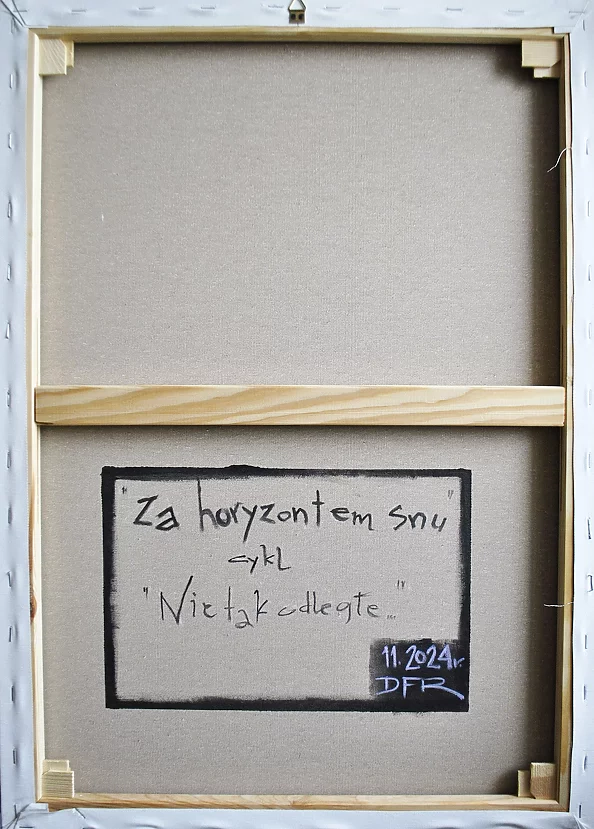 "Za horyzontem snu"
cykl
"Nie tak odległe..."
11.2024r.
DFR